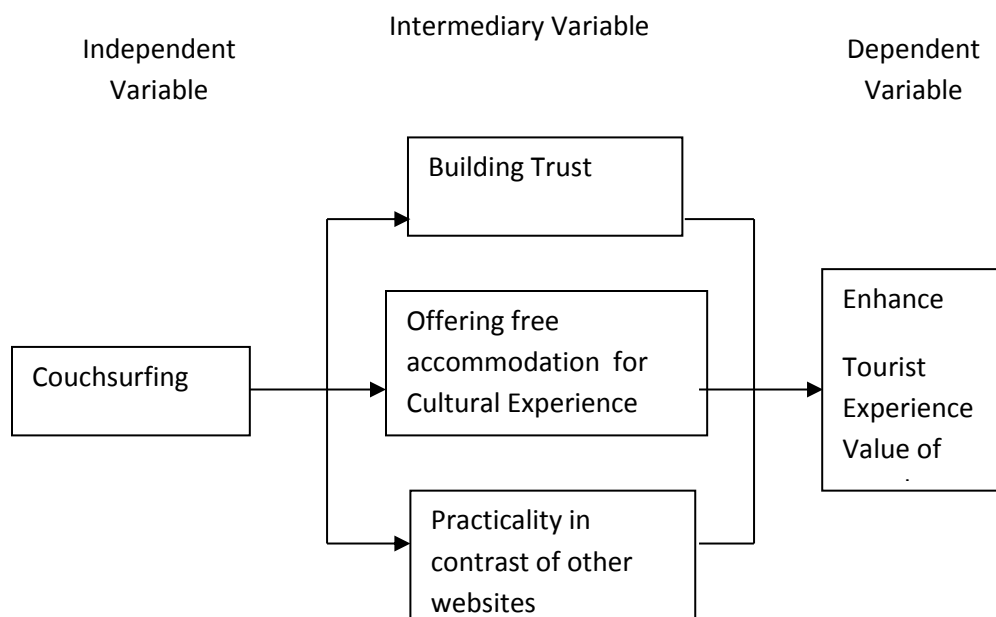 Intermediary Variable
Independent
Variable
Dependent
Variable
Building Trust
Offering free
accommodation for
Cultural Experience
Couchsurfing
Practicality in
contrast of other
websites
Enhance
Tourist
Experience
Value of